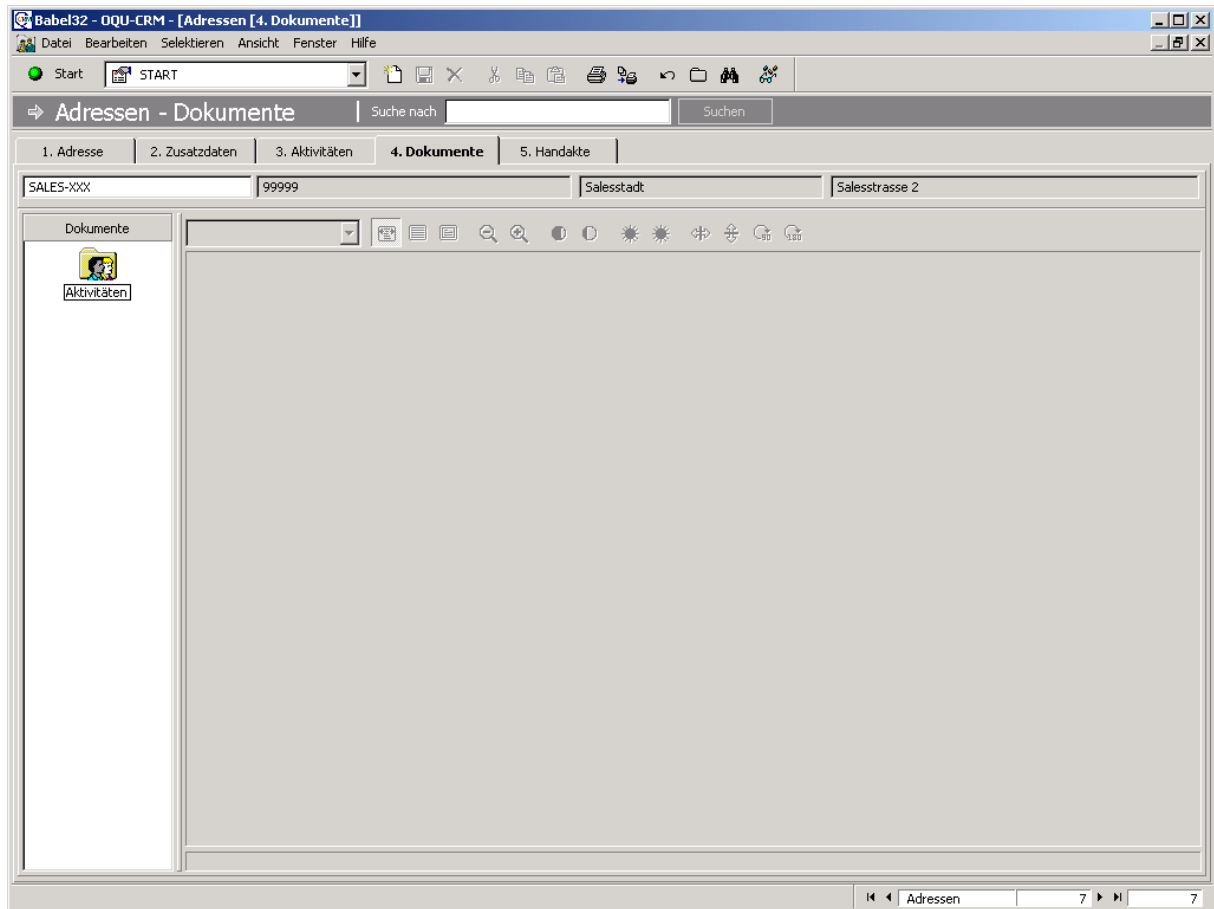 Babel32 - OQU-CRM - [Adressen [4. Dokumente]]
Datei Bearbeiten Selektieren Ansicht Fenster Hilfe
Start START
Adressen - Dokumente Suche nach Suchen
1. Adresse 2. Zusatzdaten 3. Aktivitäten 4. Dokumente 5. Handakte
SALES-XXX 99999 Salesstadt Salesstrasse 2
Dokumente
Aktivitäten
Adressen 7 7